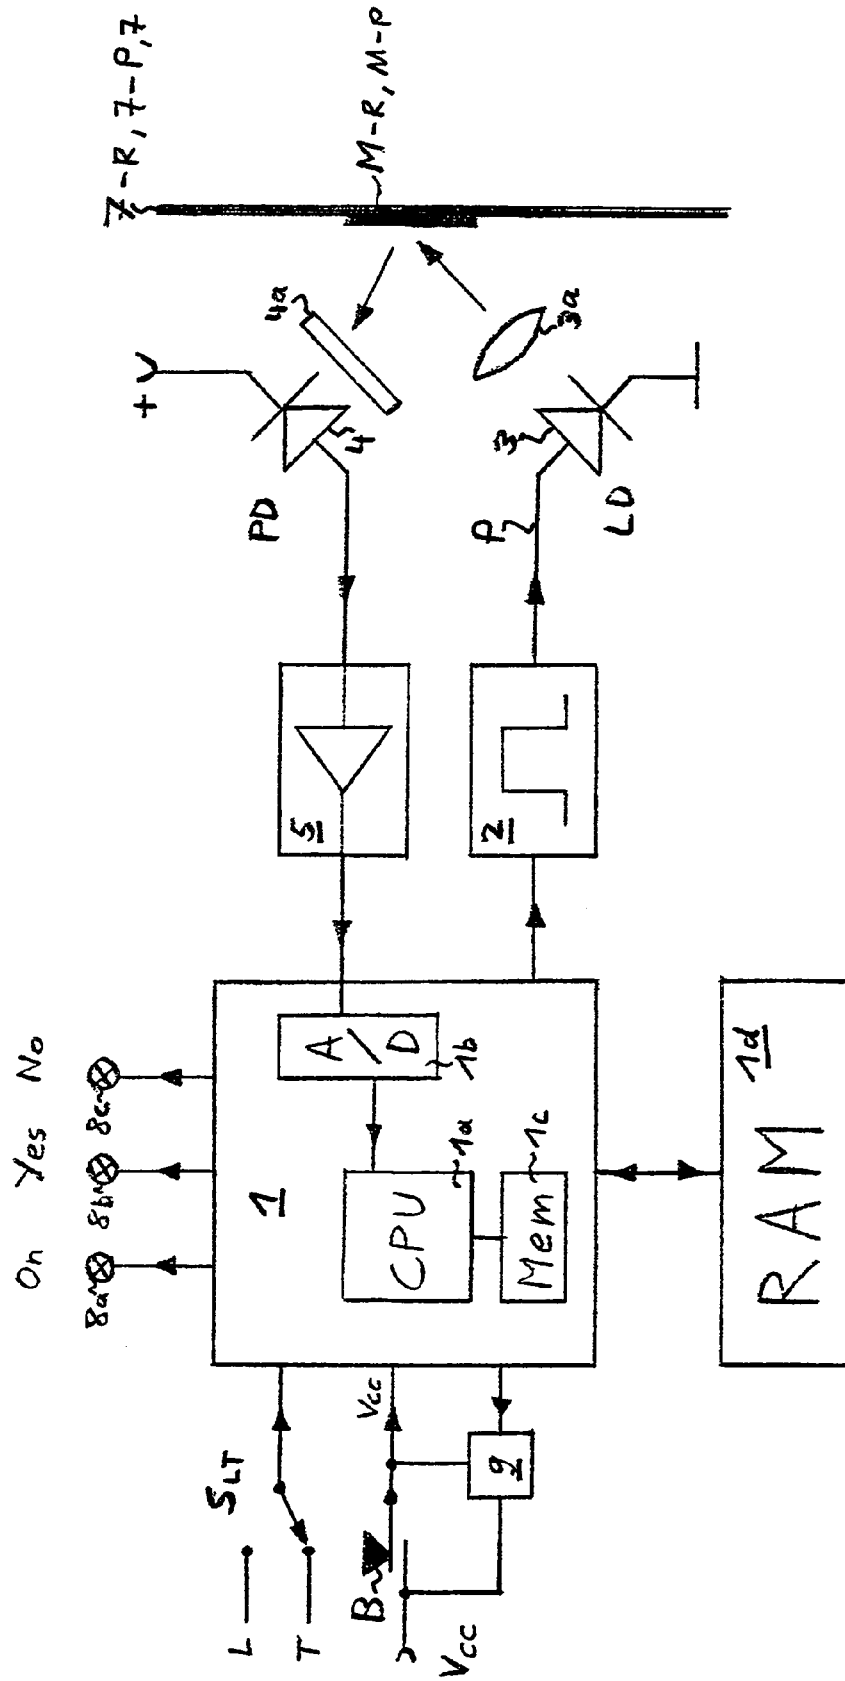 On Yes No
8a 8b 8c
7-R, 7-P, 7
M-R, M-P
+V
4a
4
PD
3a
3
LD
P
5
2
1
A/D
1b
CPU
1a
Mem
1c
RAM
1d
SLT
L
T
Vcc
B
Vcc
9